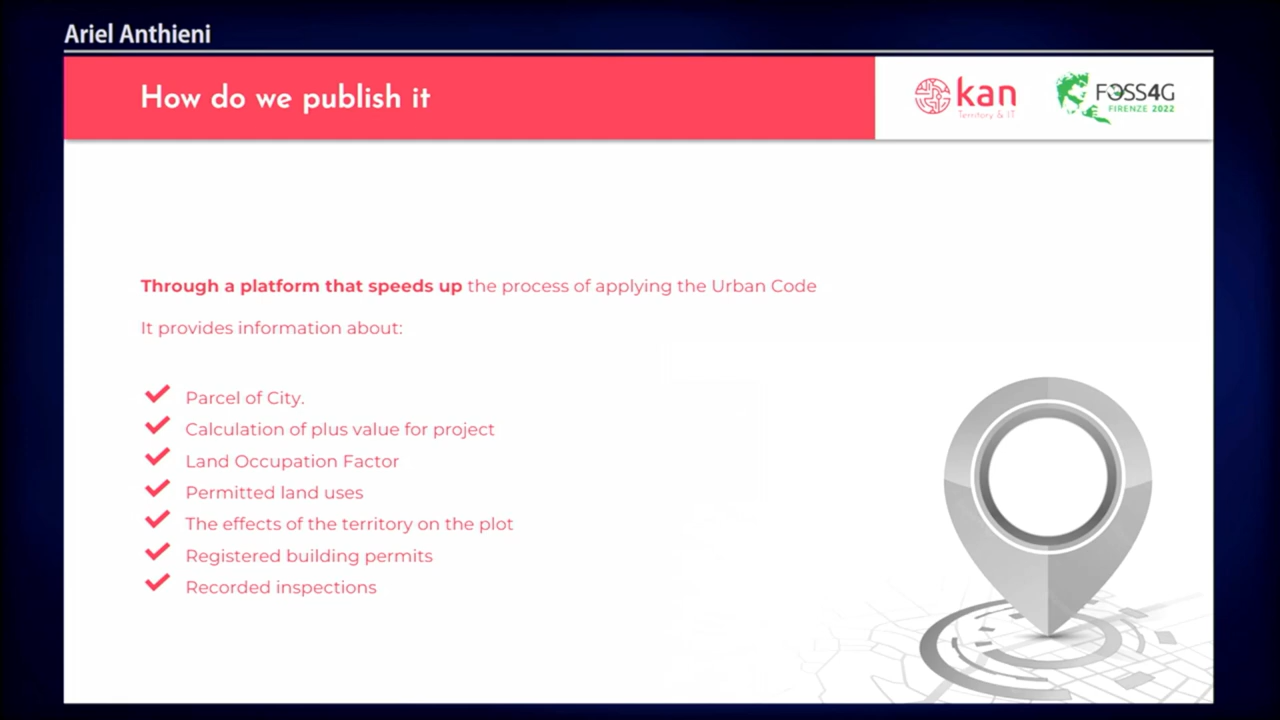 Ariel Anthieni
How do we publish it
kan
Territory & IT
FOSS4G
FIRENZE 2022
Through a platform that speeds up the process of applying the Urban Code
It provides information about:
Parcel of City.
Calculation of plus value for project
Land Occupation Factor
Permitted land uses
The effects of the territory on the plot
Registered building permits
Recorded inspections